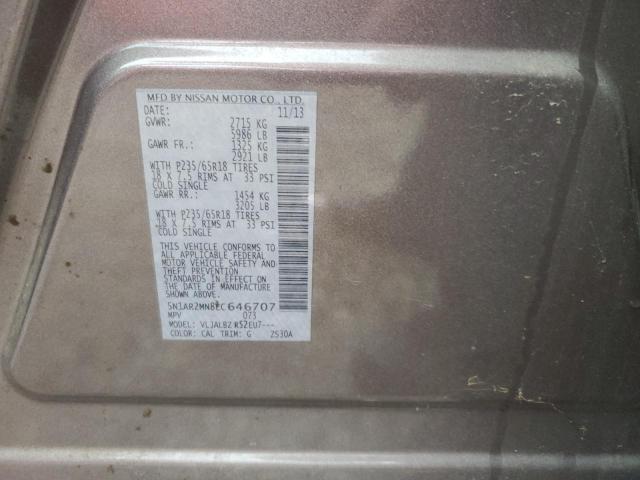 MFD BY NISSAN MOTOR CO., LTD.
DATE: 11/13
GVWR: 2715 KG
5986 LB
GAWR FR.: 1325 KG
2921 LB
WITH P235/65R18 TIRES
18 X 7.5 RIMS AT 33 PSI
COLD SINGLE
GAWR RR.: 1454 KG
3205 LB
WITH P235/65R18 TIRES
18 X 7.5 RIMS AT 33 PSI
COLD SINGLE
THIS VEHICLE CONFORMS TO
ALL APPLICABLE FEDERAL
MOTOR VEHICLE SAFETY AND
THEFT PREVENTION
STANDARDS IN EFFECT ON
THE DATE OF MANUFACTURE
SHOWN ABOVE.
5N1AR2MN8EC646707
MPV 073
MODEL: VLJALBZ R52EU7---
COLOR: CAL TRIM: G 2S30A